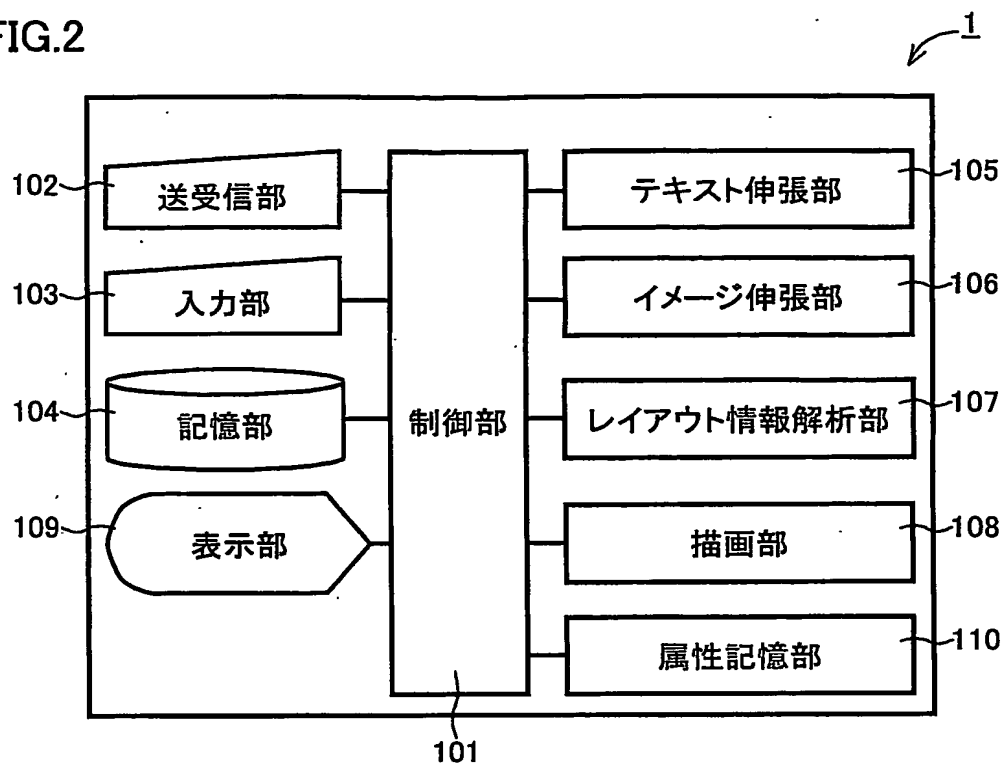 FIG.2
1
102 送受信部
103 入力部
104 記憶部
109 表示部
制御部
101
テキスト伸張部 105
イメージ伸張部 106
レイアウト情報解析部 107
描画部 108
属性記憶部 110